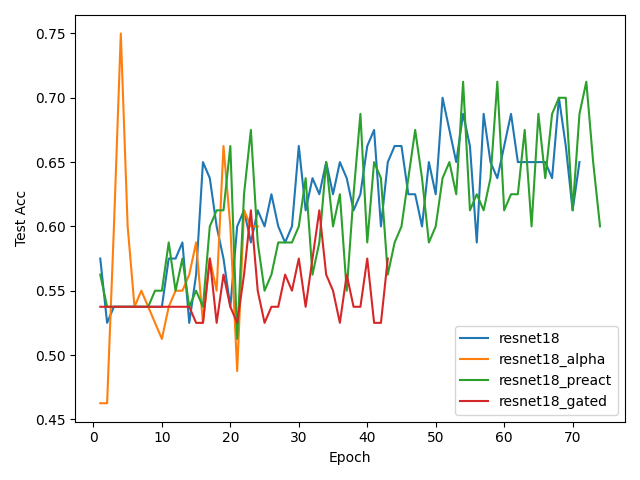 0.75
0.70
0.65
0.60
0.55
0.50
0.45
Test Acc
0 10 20 30 40 50 60 70
Epoch
resnet18
resnet18_alpha
resnet18_preact
resnet18_gated